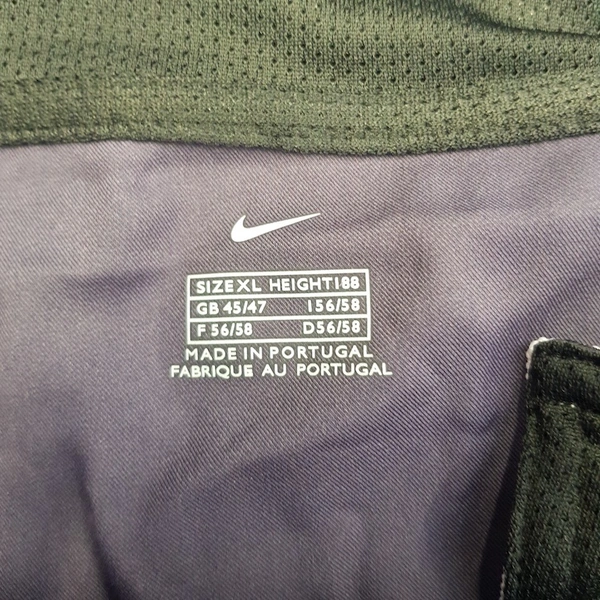 SIZE XL HEIGHT 188
GB 45/47 I 56/58
F 56/58 D 56/58
MADE IN PORTUGAL
FABRIQUE AU PORTUGAL